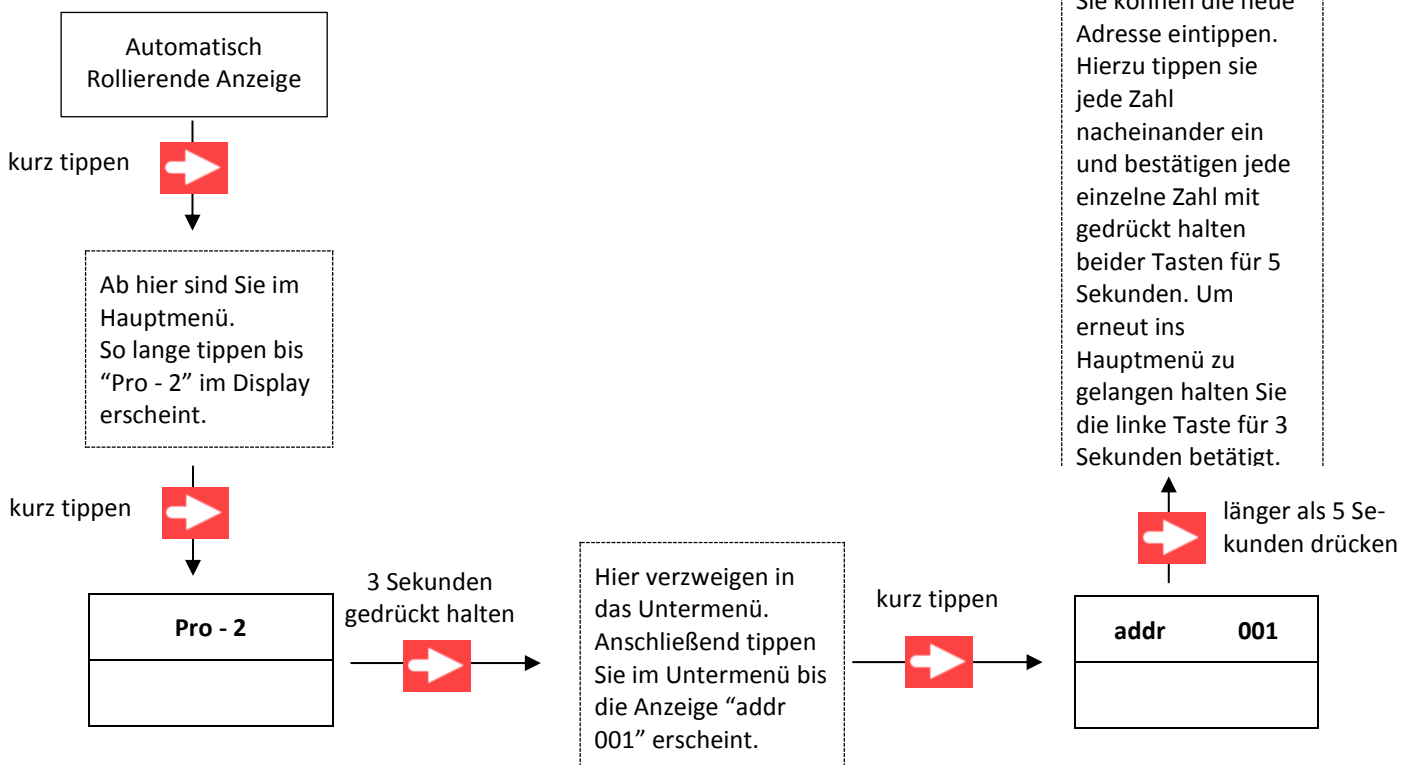 Automatisch
Rollierende Anzeige
kurz tippen
Ab hier sind Sie im
Hauptmenü.
So lange tippen bis
“Pro - 2” im Display
erscheint.
kurz tippen
Pro - 2
3 Sekunden
gedrückt halten
Hier verzweigen in
das Untermenü.
Anschließend tippen
Sie im Untermenü bis
die Anzeige “addr
001” erscheint.
kurz tippen
addr 001
länger als 5 Se-
kunden drücken
Sie können die neue
Adresse eintippen.
Hierzu tippen sie
jede Zahl
nacheinander ein
und bestätigen jede
einzelne Zahl mit
gedrückt halten
beider Tasten für 5
Sekunden. Um
erneut ins
Hauptmenü zu
gelangen halten Sie
die linke Taste für 3
Sekunden betätigt.